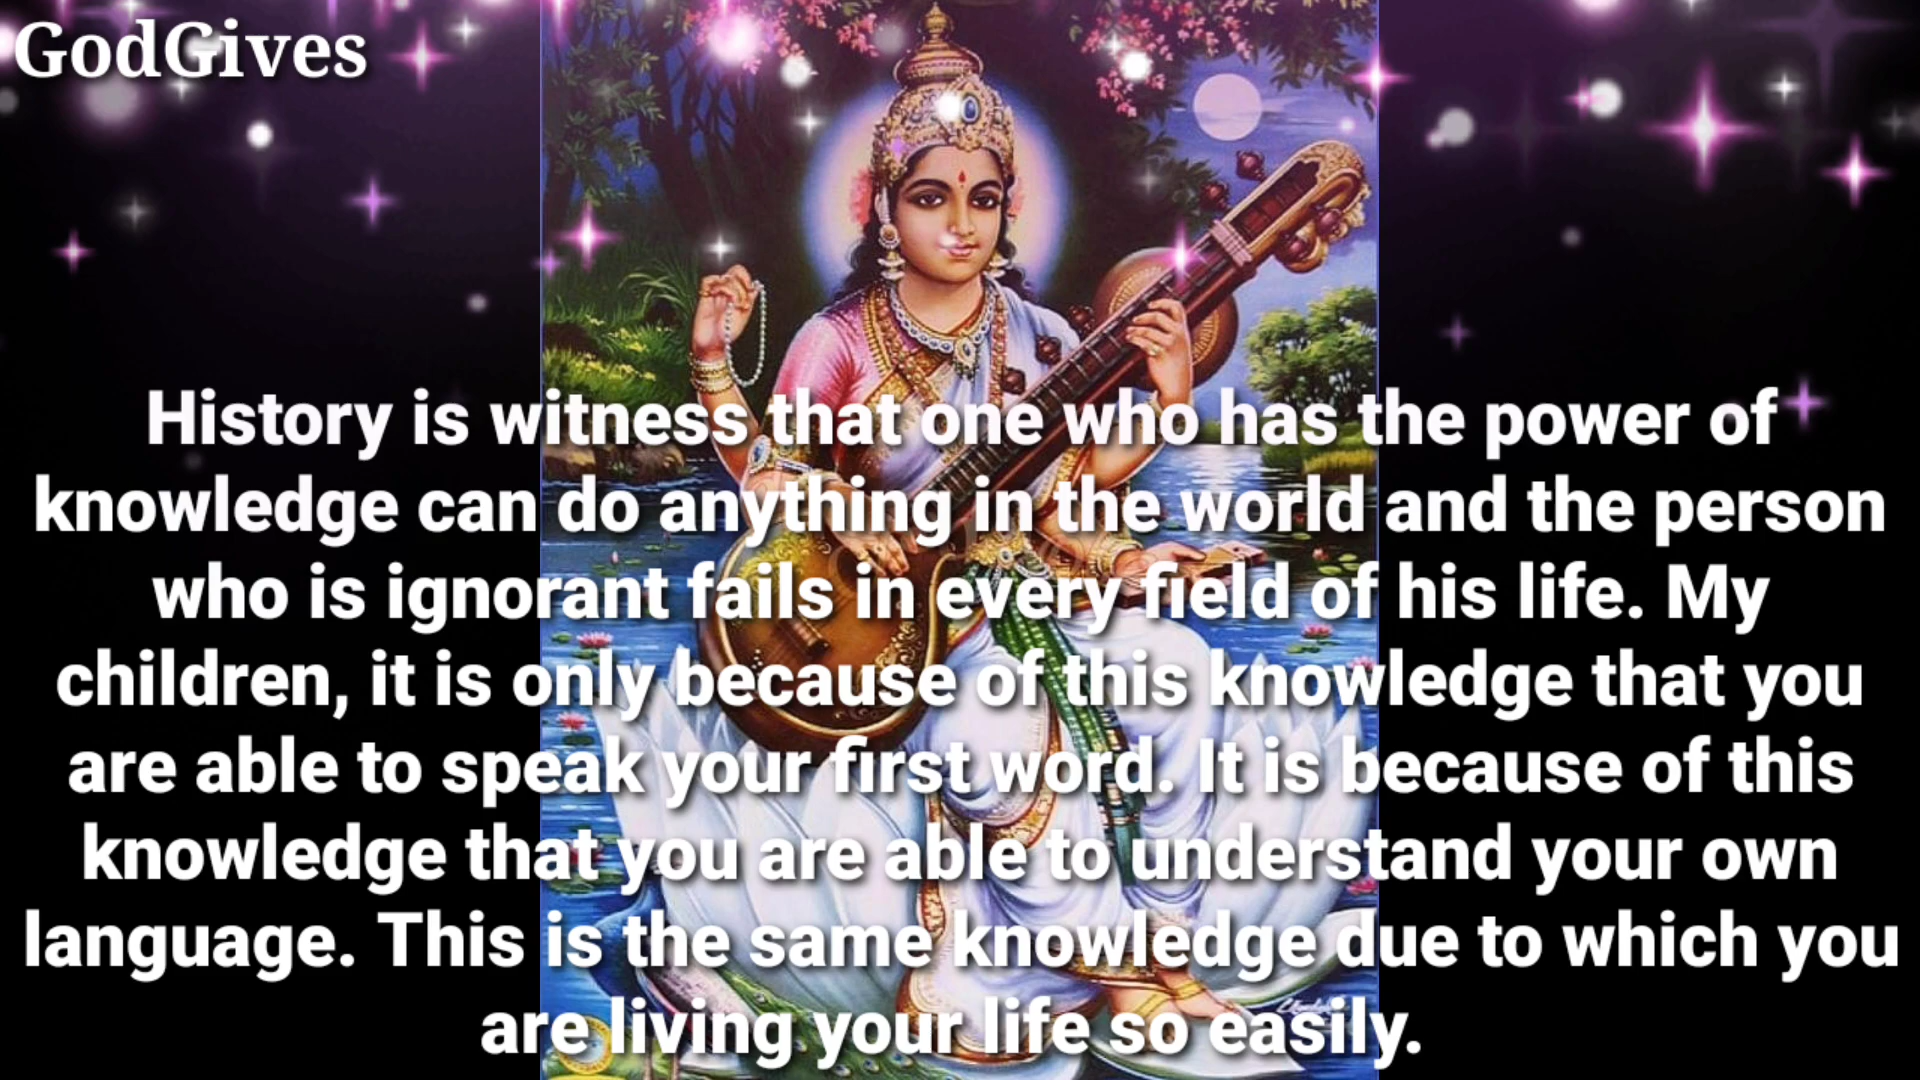 GodGives
History is witness that one who has the power of
knowledge can do anything in the world and the person
who is ignorant fails in every field of his life. My
children, it is only because of this knowledge that you
are able to speak your first word. It is because of this
knowledge that you are able to understand your own
language. This is the same knowledge due to which you
are living your life so easily.